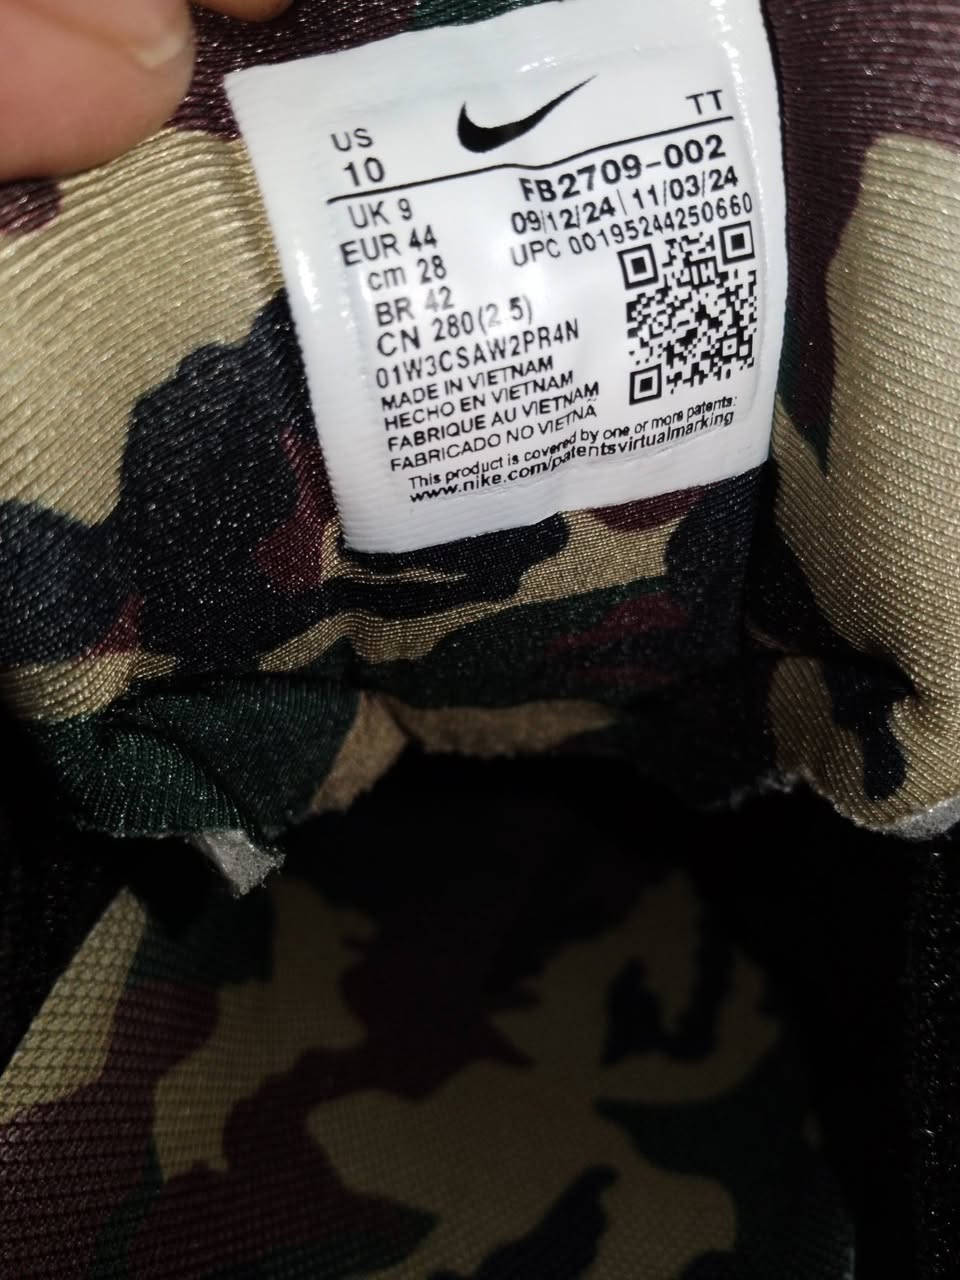 US TT
10
FB2709-002
UK 9 09/12/24\11/03/24
EUR 44 UPC 00195244250660
cm 28
BR 42
CN 280(2.5)
01W3CSAW2PR4N
MADE IN VIETNAM
HECHO EN VIETNAM
FABRIQUE AU VIETNAM
FABRICADO NO VIETNÃ
This product is covered by one or more patents:
www.nike.com/patentsvirtualmarking